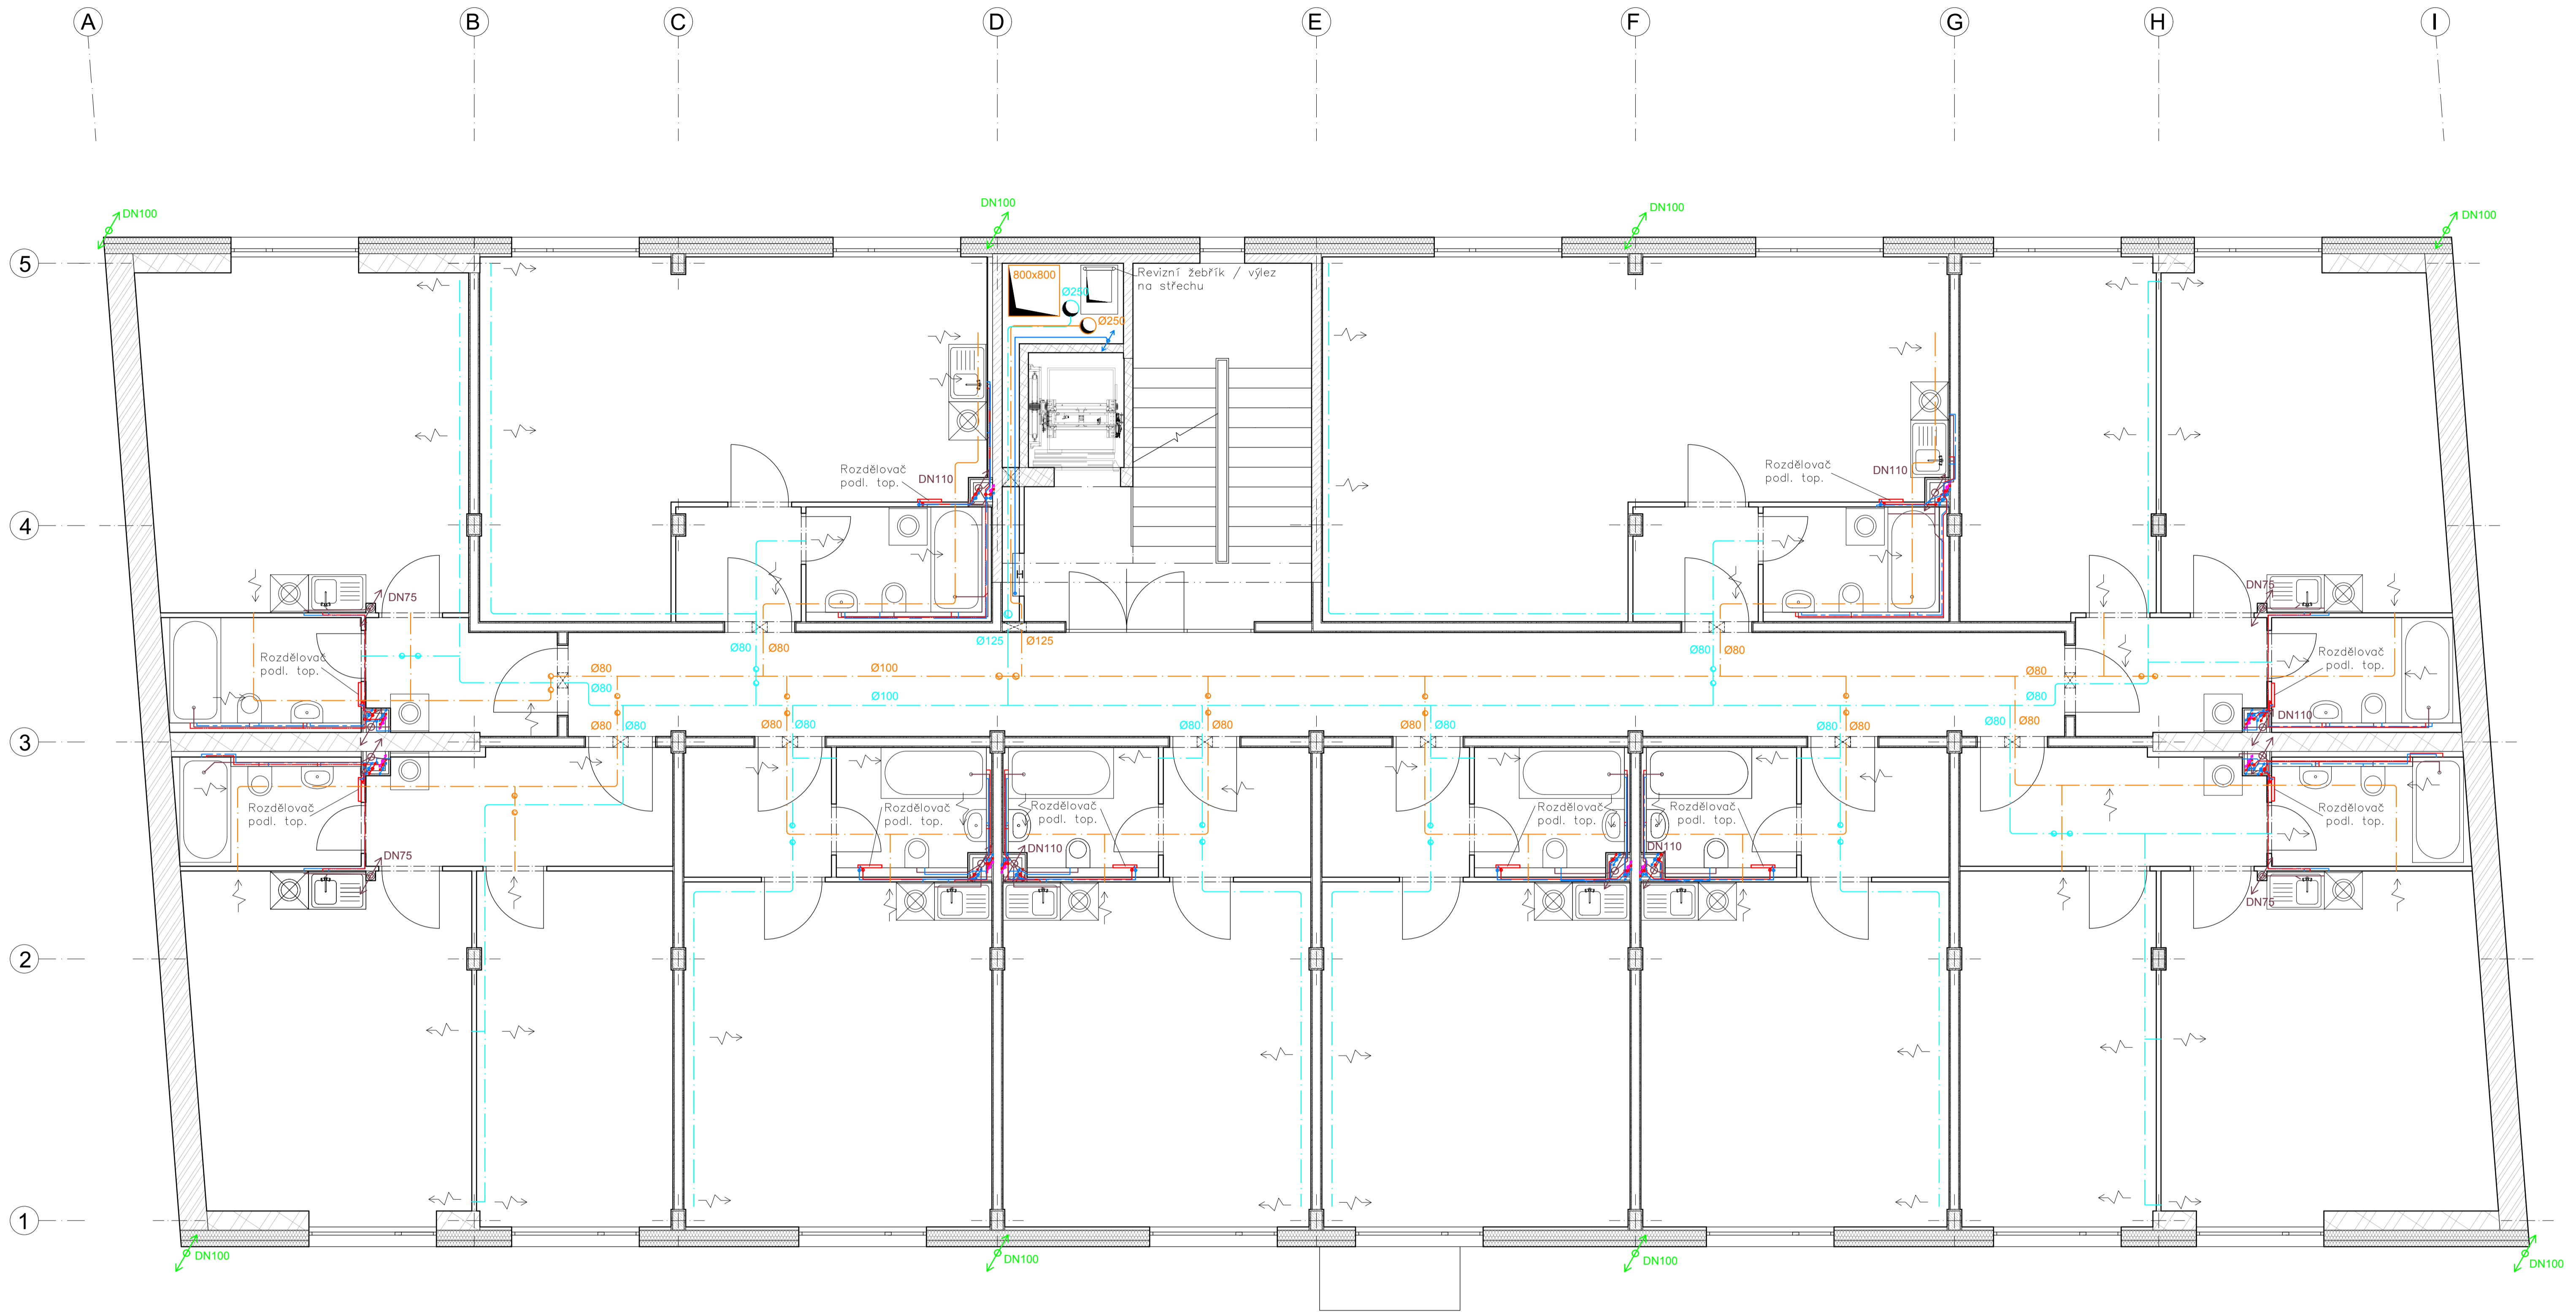 A B C D E F G H I
DN100 DN100 DN100 DN100
5
800x800 Revizní žebřík / výlez
na střechu
Ø250
Ø250
Rozdělovač
podl. top.
DN110
Rozdělovač
podl. top.
DN110
4
DN75
DN75
Ø125 Ø125
Ø80 Ø80
Ø80 Ø80
Rozdělovač
podl. top.
Rozdělovač
podl. top.
Ø80
Ø80
Ø100
Ø100
Ø80
Ø80
DN110
Ø80 Ø80
Ø80 Ø80
Ø80 Ø80
Ø80 Ø80
Ø80 Ø80
Ø80 Ø80
3
Rozdělovač
podl. top.
Rozdělovač
podl. top.
Rozdělovač
podl. top.
Rozdělovač
podl. top.
Rozdělovač
podl. top.
Rozdělovač
podl. top.
DN75
DN110
DN110
DN75
2
1
DN100 DN100 DN100 DN100